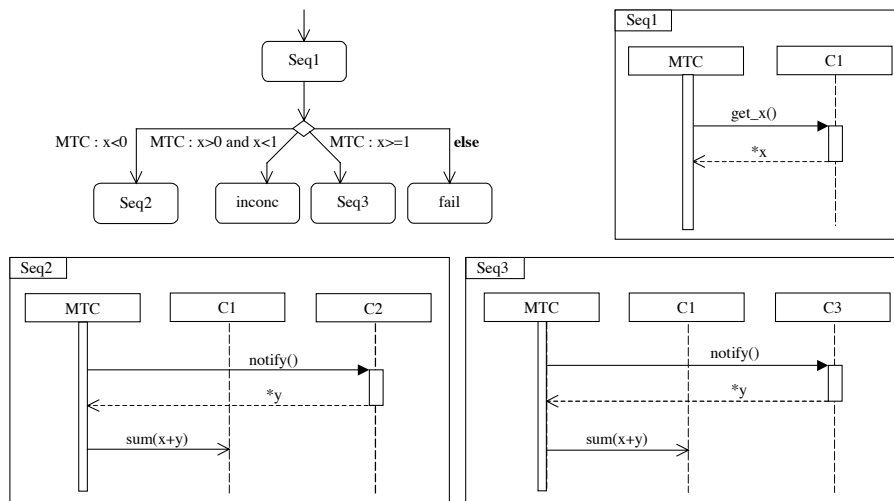 Seq1
MTC : x<0
MTC : x>0 and x<1
MTC : x>=1
else
Seq2
inconc
Seq3
fail
Seq1
MTC
C1
get_x()
*x
Seq2
MTC
C1
C2
notify()
*y
sum(x+y)
Seq3
MTC
C1
C3
notify()
*y
sum(x+y)